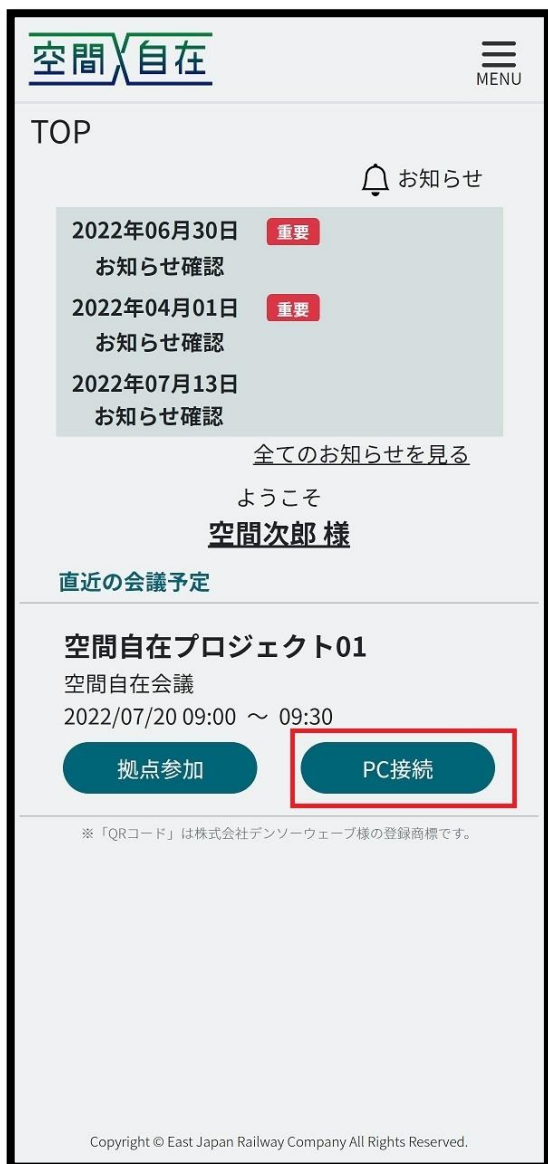 空間自在
MENU
TOP
お知らせ
2022年06月30日 重要
お知らせ確認
2022年04月01日 重要
お知らせ確認
2022年07月13日
お知らせ確認
全てのお知らせを見る
ようこそ
空間次郎 様
直近の会議予定
空間自在プロジェクト01
空間自在会議
2022/07/20 09:00 ～ 09:30
拠点参加 PC接続
※「QRコード」は株式会社デンソーウェーブ様の登録商標です。
Copyright © East Japan Railway Company All Rights Reserved.